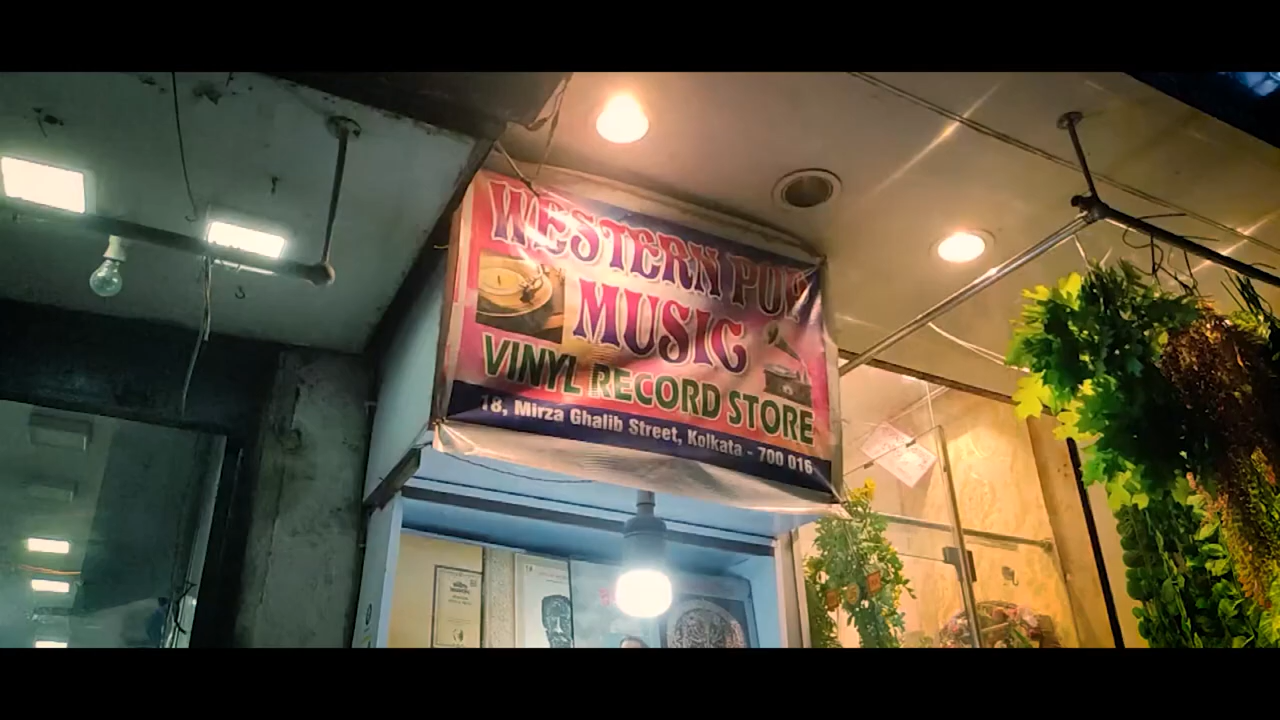 WESTERN POP
MUSIC
VINYL RECORD STORE
18, Mirza Ghalib Street, Kolkata - 700 016